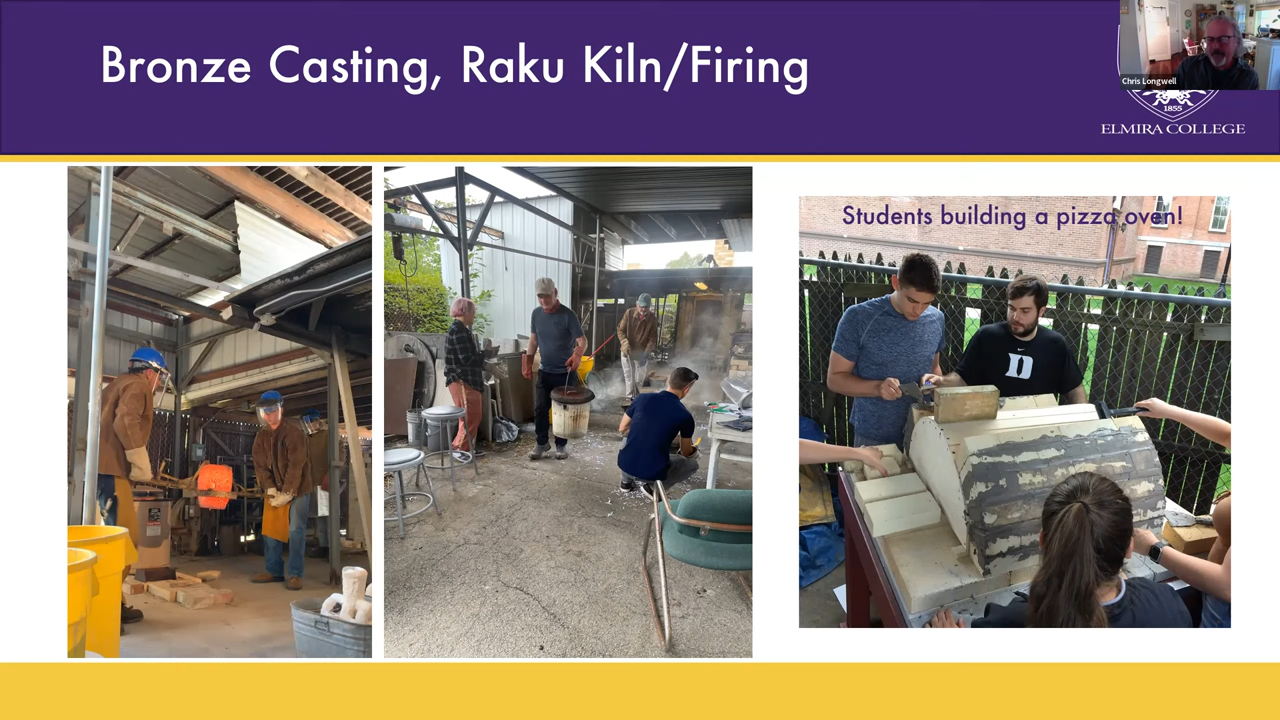 Bronze Casting, Raku Kiln/Firing
Chris Longwell
1855
ELMIRA COLLEGE
Students building a pizza oven!
D